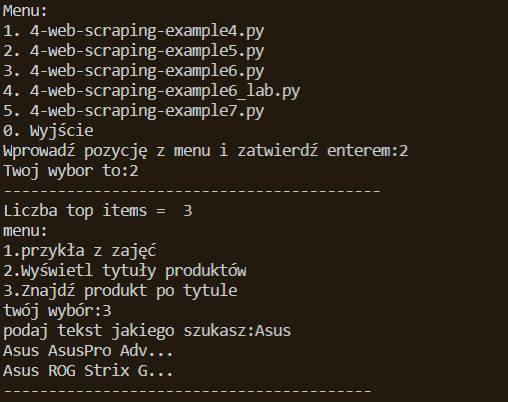 Menu:
1. 4-web-scraping-example4.py
2. 4-web-scraping-example5.py
3. 4-web-scraping-example6.py
4. 4-web-scraping-example6_lab.py
5. 4-web-scraping-example7.py
0. Wyjście
Wprowadź pozycję z menu i zatwierdź enterem:2
Twoj wybor to:2
------------------------------------------
Liczba top items =  3
menu:
1.przykła z zajęć
2.Wyświetl tytuły produktów
3.Znajdź produkt po tytule
twój wybór:3
podaj tekst jakiego szukasz:Asus
Asus AsusPro Adv...
Asus ROG Strix G...
-----------------------------------------